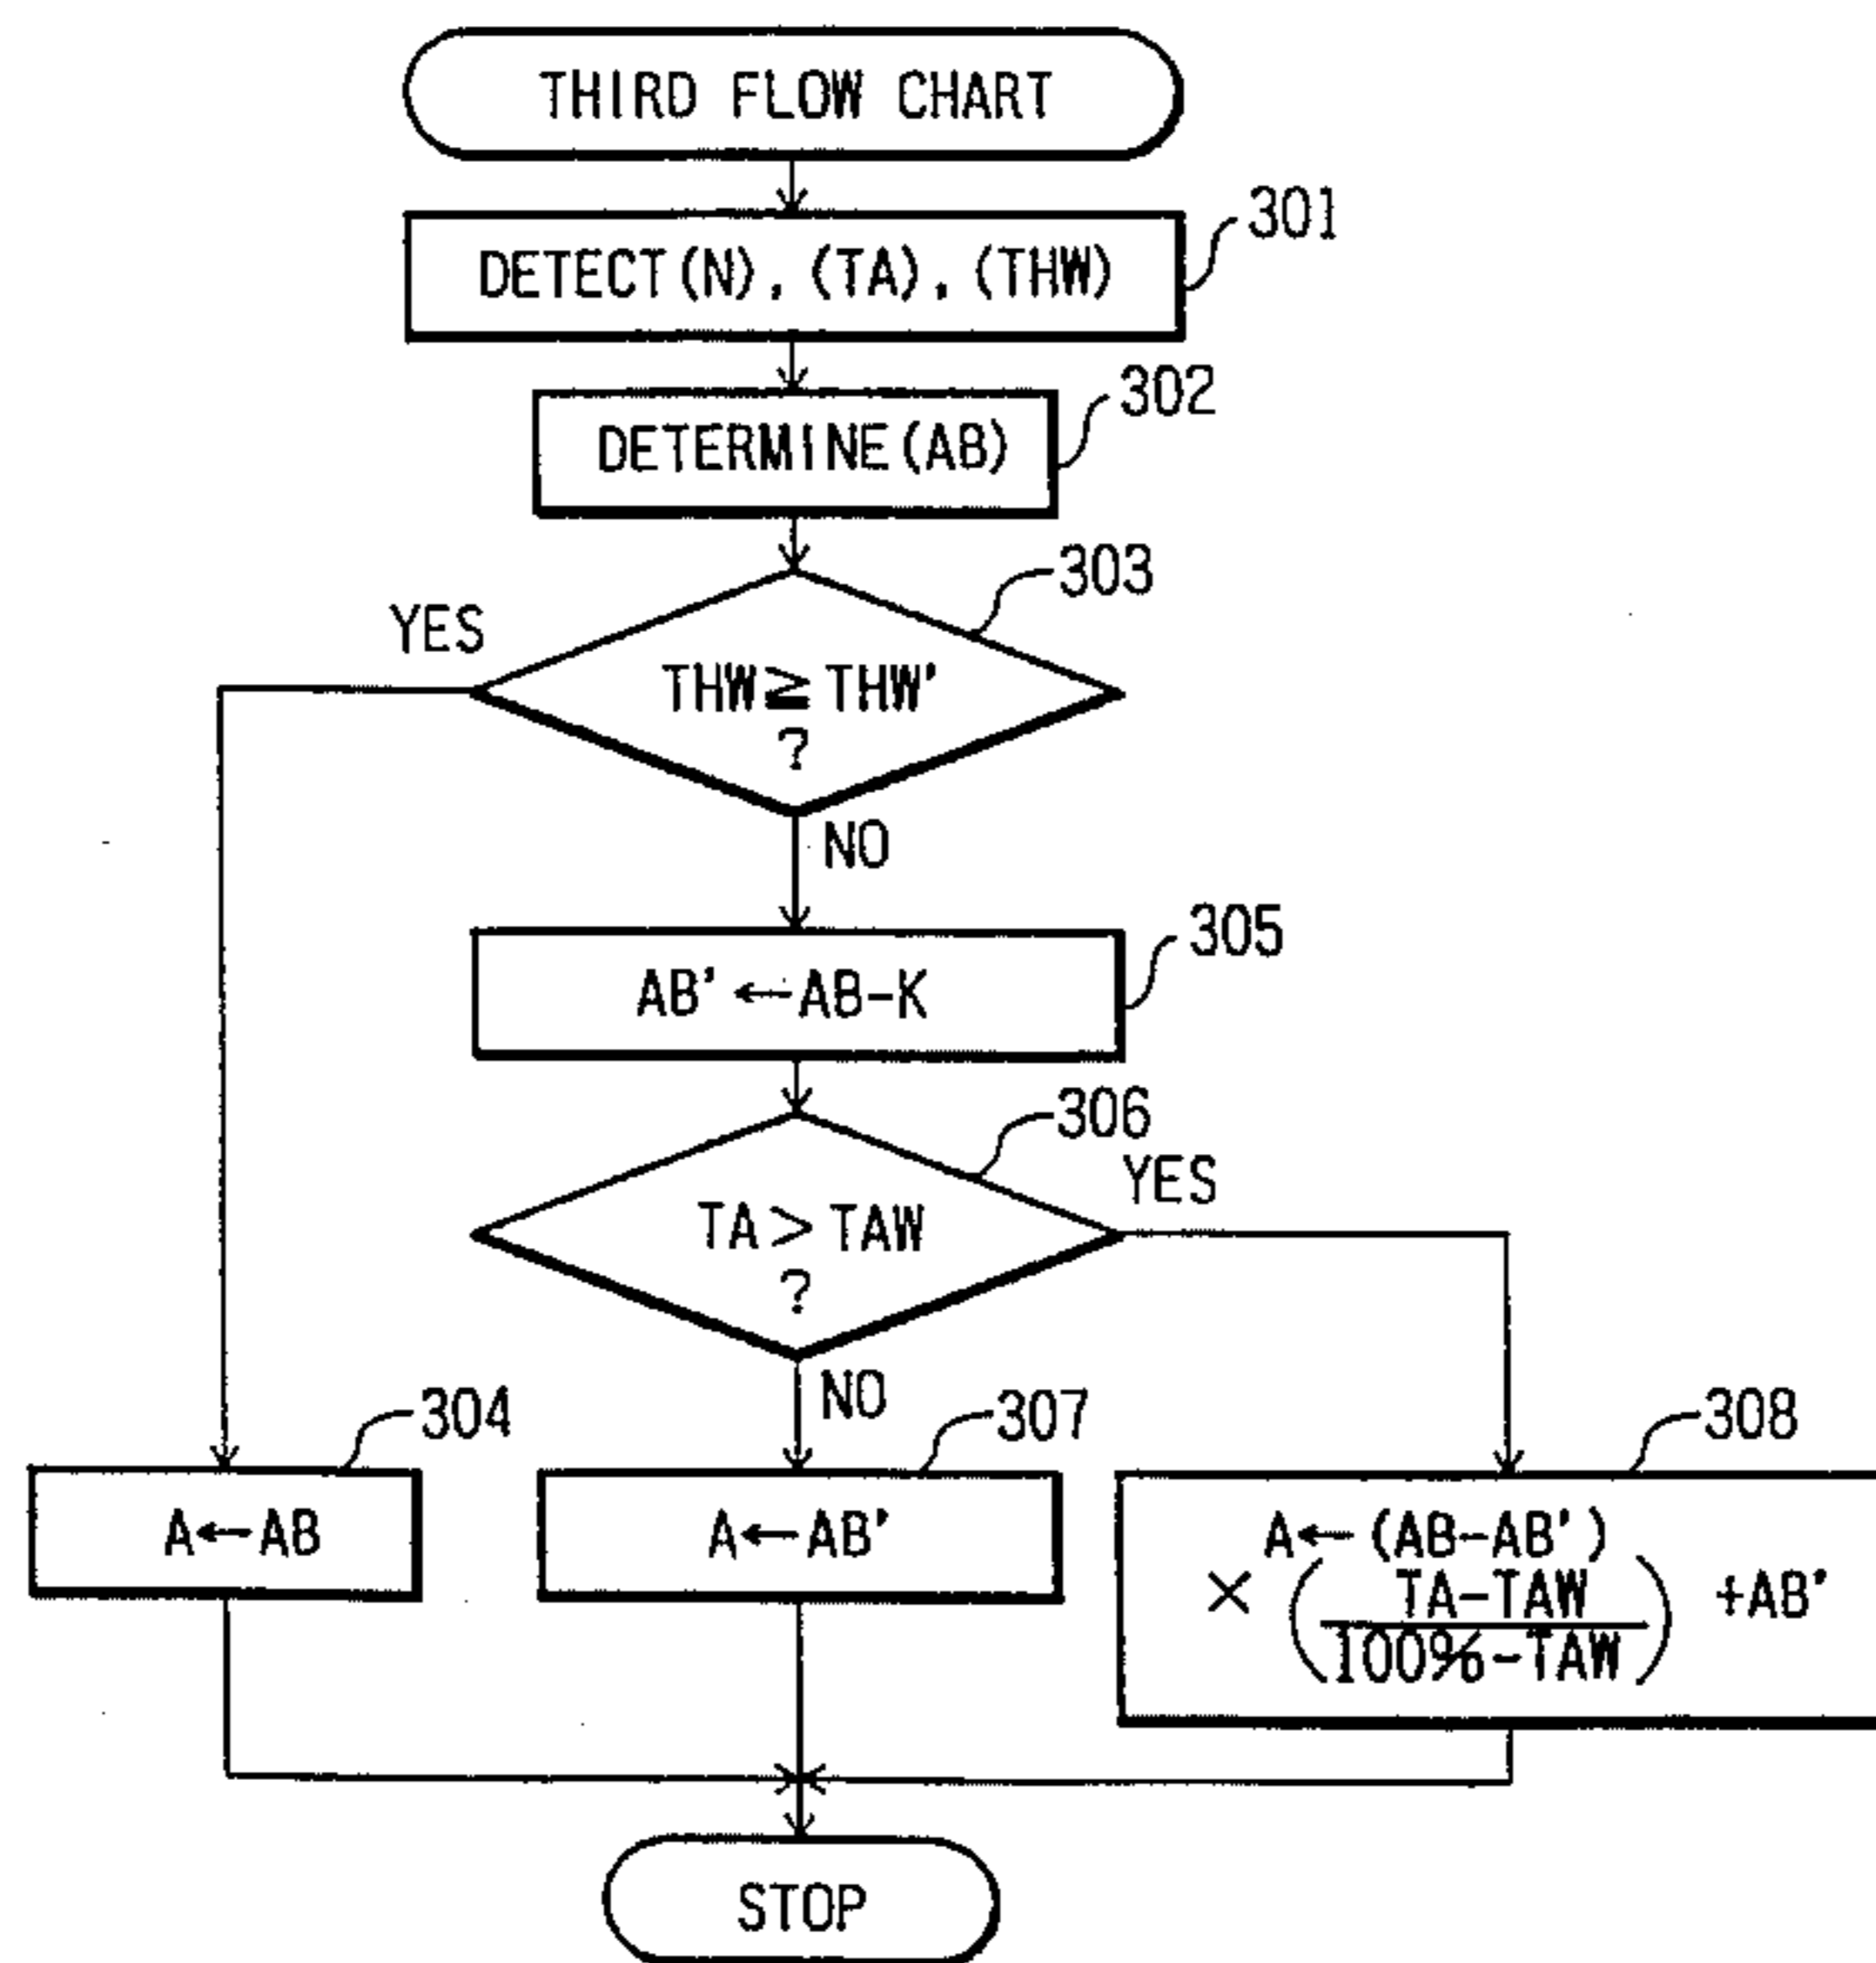 THIRD FLOW CHART
301
DETECT(N), (TA), (THW)
302
DETERMINE(AB)
303
YES
THW≧THW'
?
NO
305
AB'←AB-K
306
YES
TA>TAW
?
NO
304
307
308
A←AB
A←AB'
A←(AB-AB')
×(TA-TAW
100%-TAW) +AB'
STOP